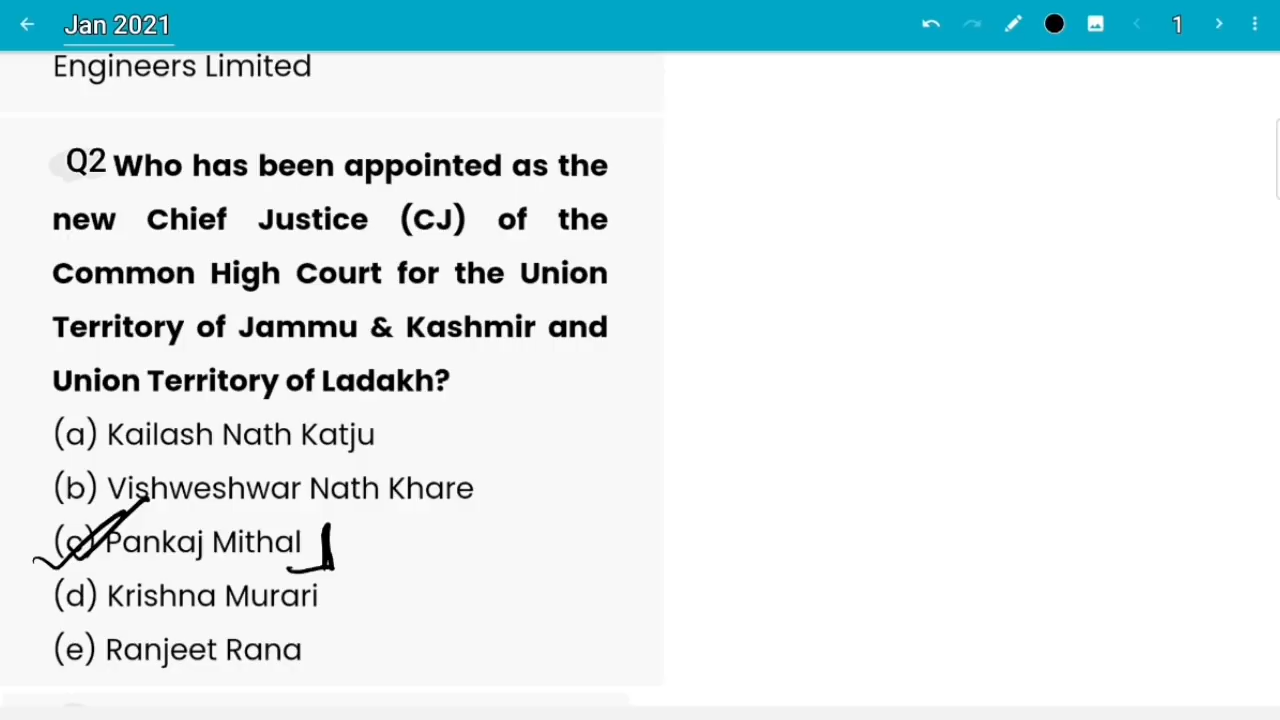 Jan 2021
1
Engineers Limited
Q2 Who has been appointed as the
new Chief Justice (CJ) of the
Common High Court for the Union
Territory of Jammu & Kashmir and
Union Territory of Ladakh?
(a) Kailash Nath Katju
(b) Vishweshwar Nath Khare
(c) Pankaj Mithal
(d) Krishna Murari
(e) Ranjeet Rana